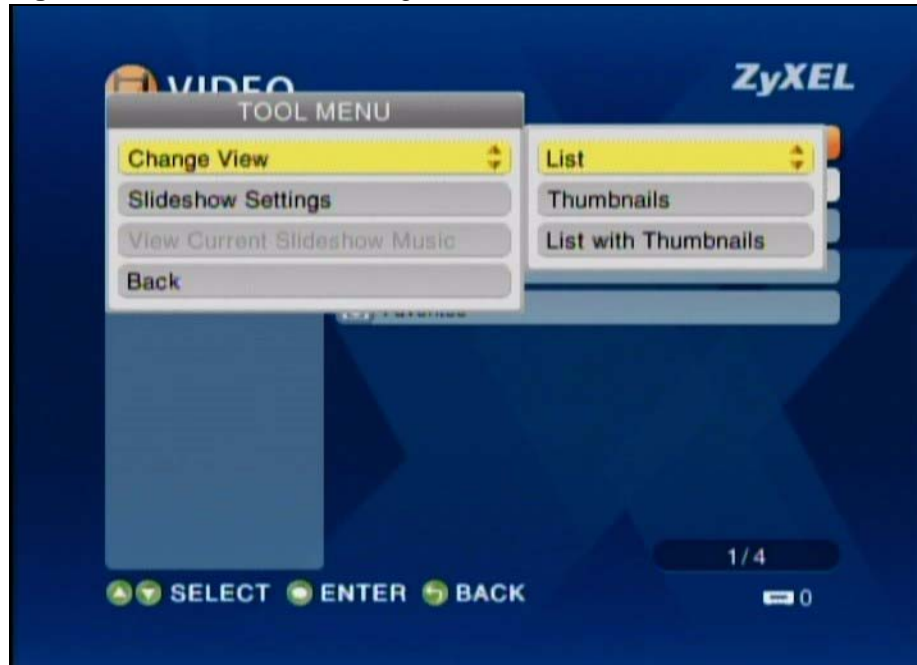 VIDEO
ZyXEL
TOOL MENU
Change View
List
Slideshow Settings
Thumbnails
View Current Slideshow Music
List with Thumbnails
Back
Favorites
1/4
SELECT ENTER BACK
0